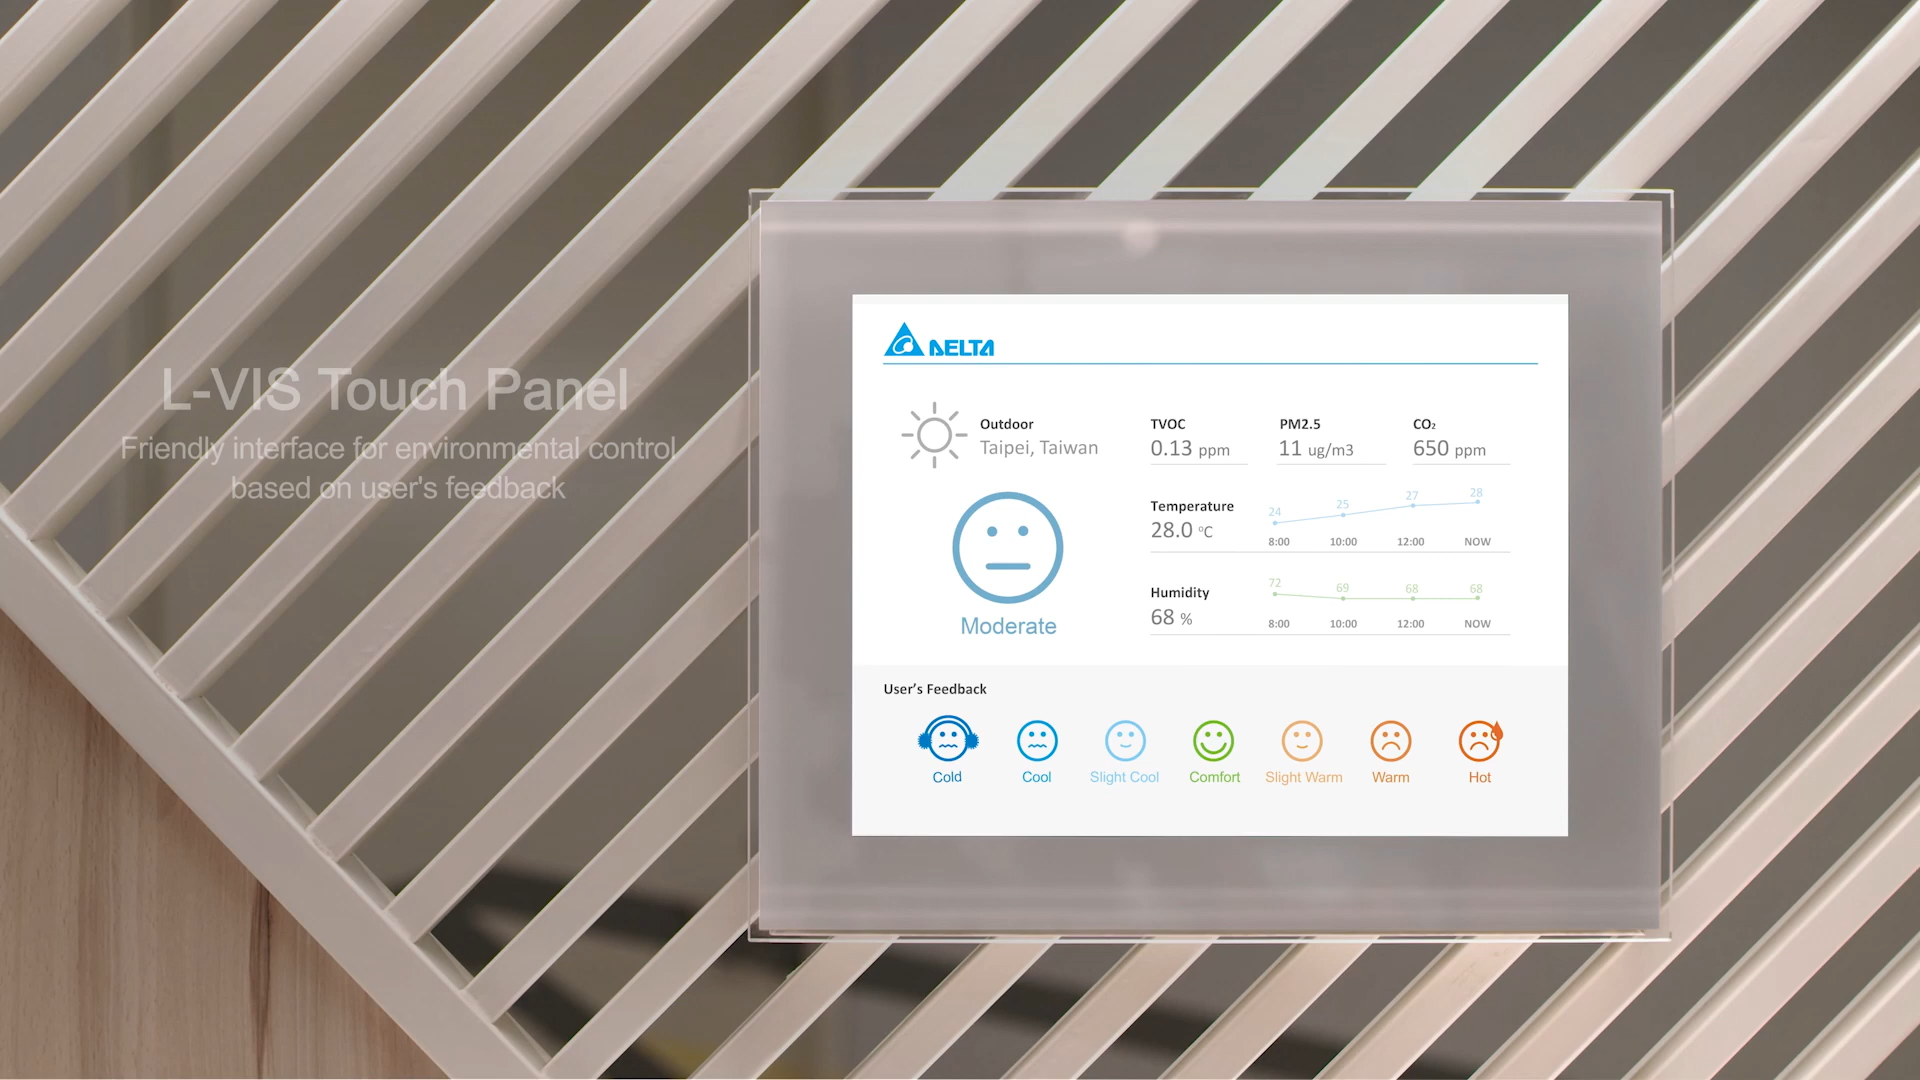 L-VIS Touch Panel
Friendly interface for environmental control
based on user's feedback
DELTA
Outdoor
Taipei, Taiwan
TVOC
0.13 ppm
PM2.5
11 ug/m3
CO₂
650 ppm
Moderate
Temperature
28.0 °C
24 25 27 28
8:00 10:00 12:00 NOW
Humidity
68 %
72 69 68 68
8:00 10:00 12:00 NOW
User's Feedback
Cold Cool Slight Cool Comfort Slight Warm Warm Hot